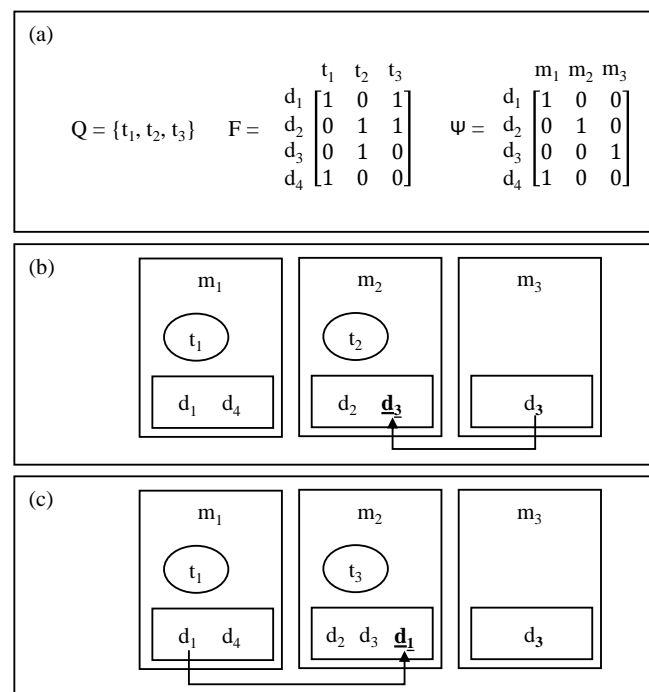 (a)
t₁ t₂ t₃
m₁ m₂ m₃
Q = {t₁, t₂, t₃} F = Ψ =
d₁ 1 0 1
d₂ 0 1 1
d₃ 0 1 0
d₄ 1 0 0
d₁ 1 0 0
d₂ 0 1 0
d₃ 0 0 1
d₄ 1 0 0
(b)
m₁ m₂ m₃
t₁ t₂
d₁ d₄ d₂ d₃ d₃
(c)
m₁ m₂ m₃
t₁ t₃
d₁ d₄ d₂ d₃ d₁ d₃